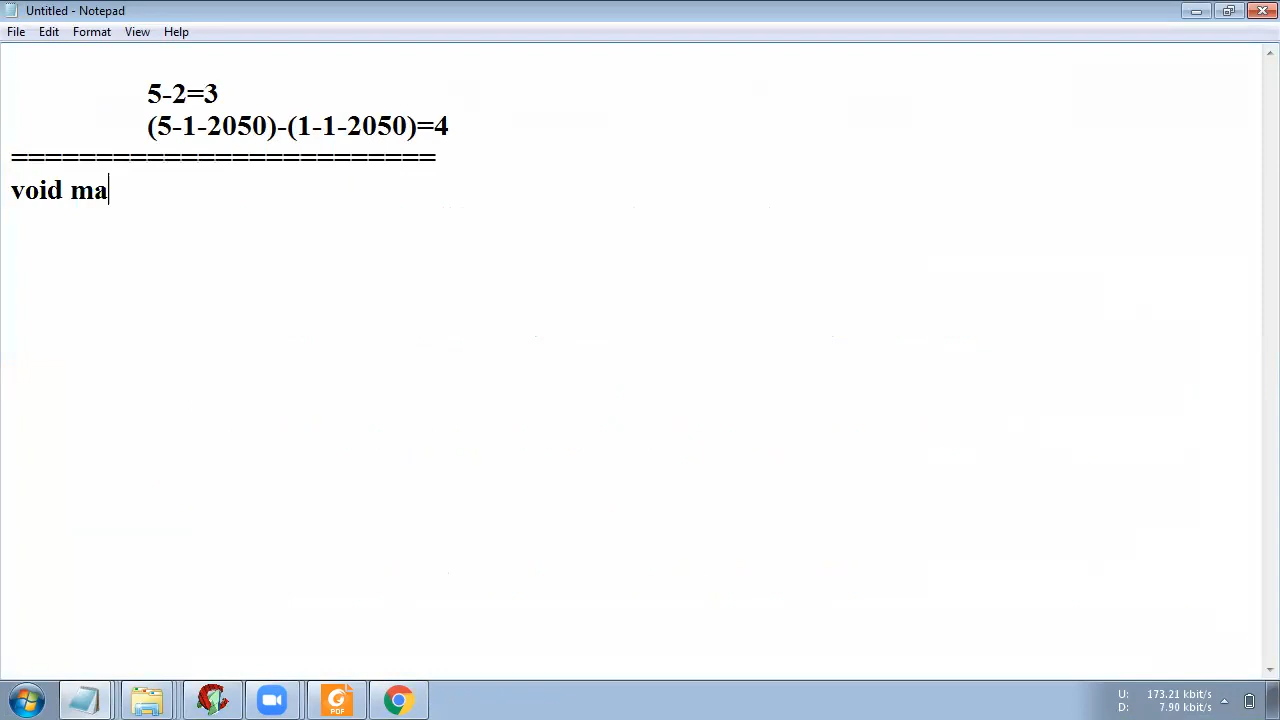 Untitled - Notepad
File Edit Format View Help
5-2=3
(5-1-2050)-(1-1-2050)=4
=========================
void ma
U: 173.21 kbit/s
D: 7.90 kbit/s
G
PDF